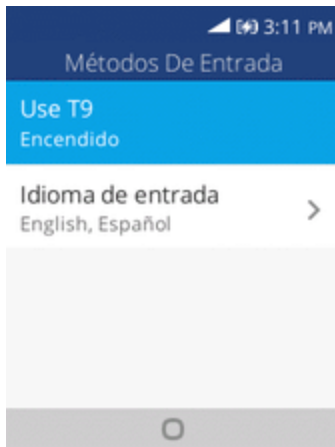 3:11 PM
Métodos De Entrada
Use T9
Encendido
Idioma de entrada
English, Español